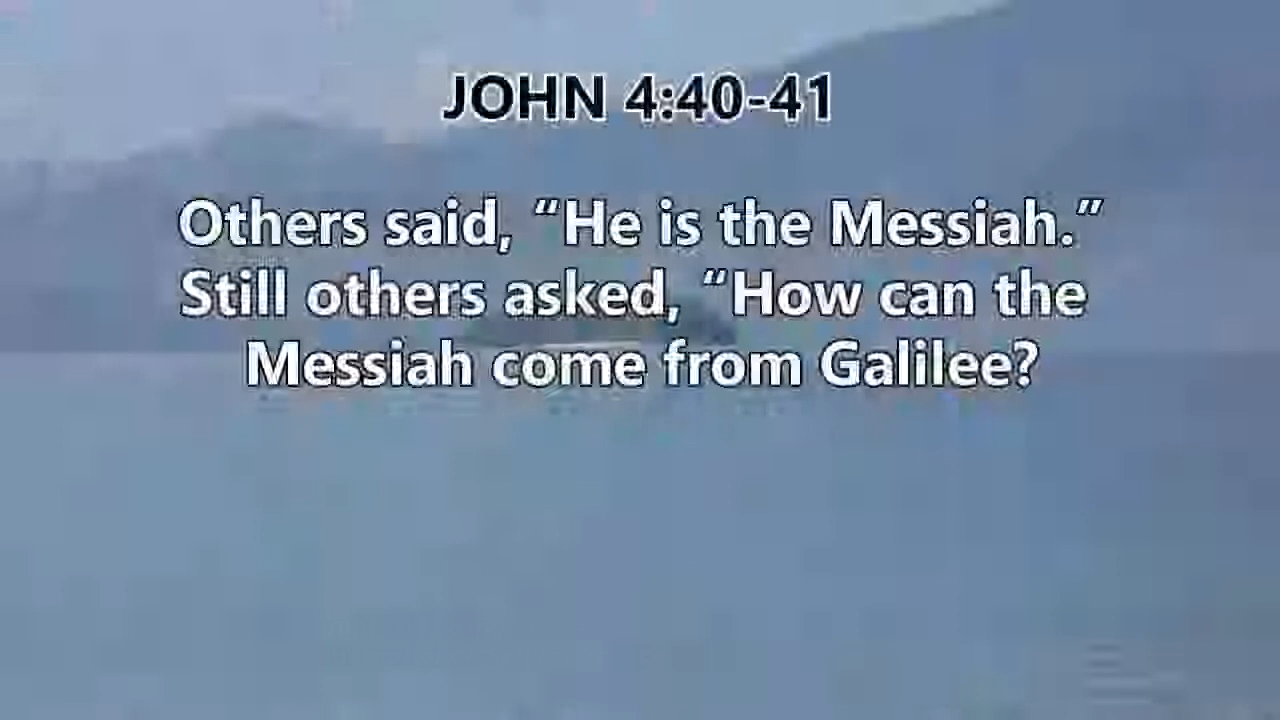 JOHN 4:40-41
Others said, “He is the Messiah.”
Still others asked, “How can the
Messiah come from Galilee?